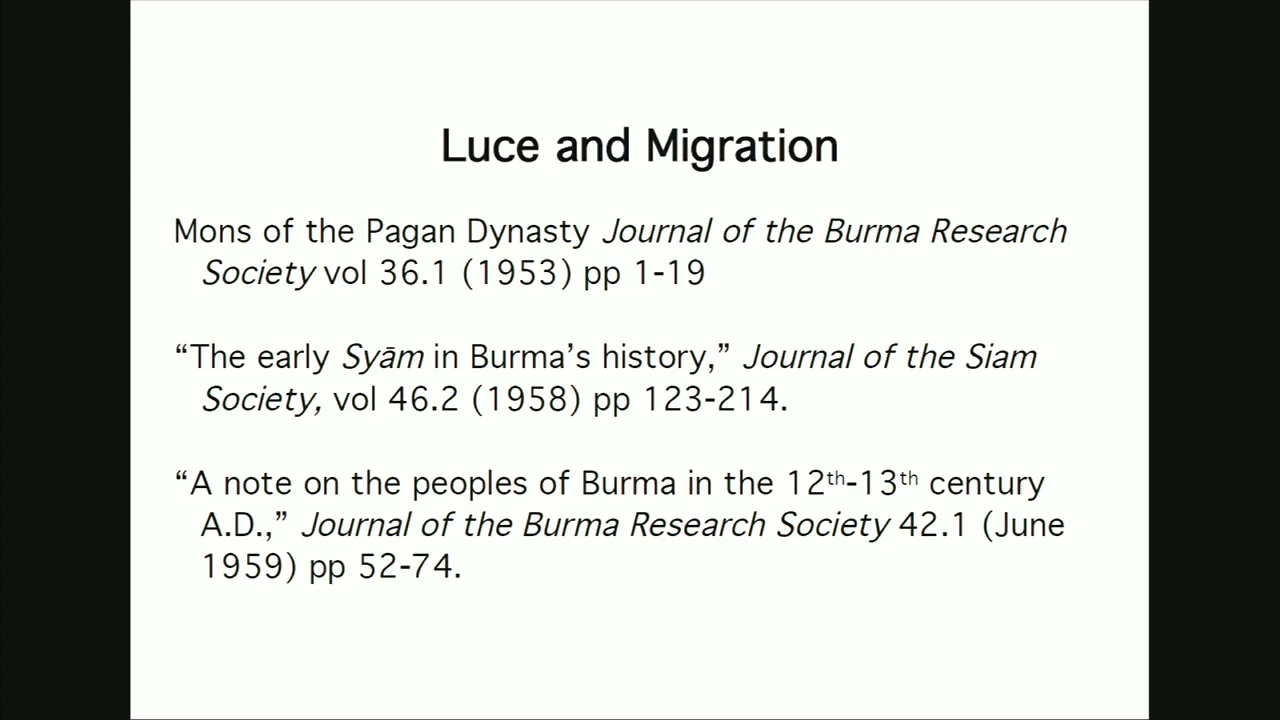 Luce and Migration
Mons of the Pagan Dynasty Journal of the Burma Research
Society vol 36.1 (1953) pp 1-19
“The early Syām in Burma’s history,” Journal of the Siam
Society, vol 46.2 (1958) pp 123-214.
“A note on the peoples of Burma in the 12th-13th century
A.D.,” Journal of the Burma Research Society 42.1 (June
1959) pp 52-74.